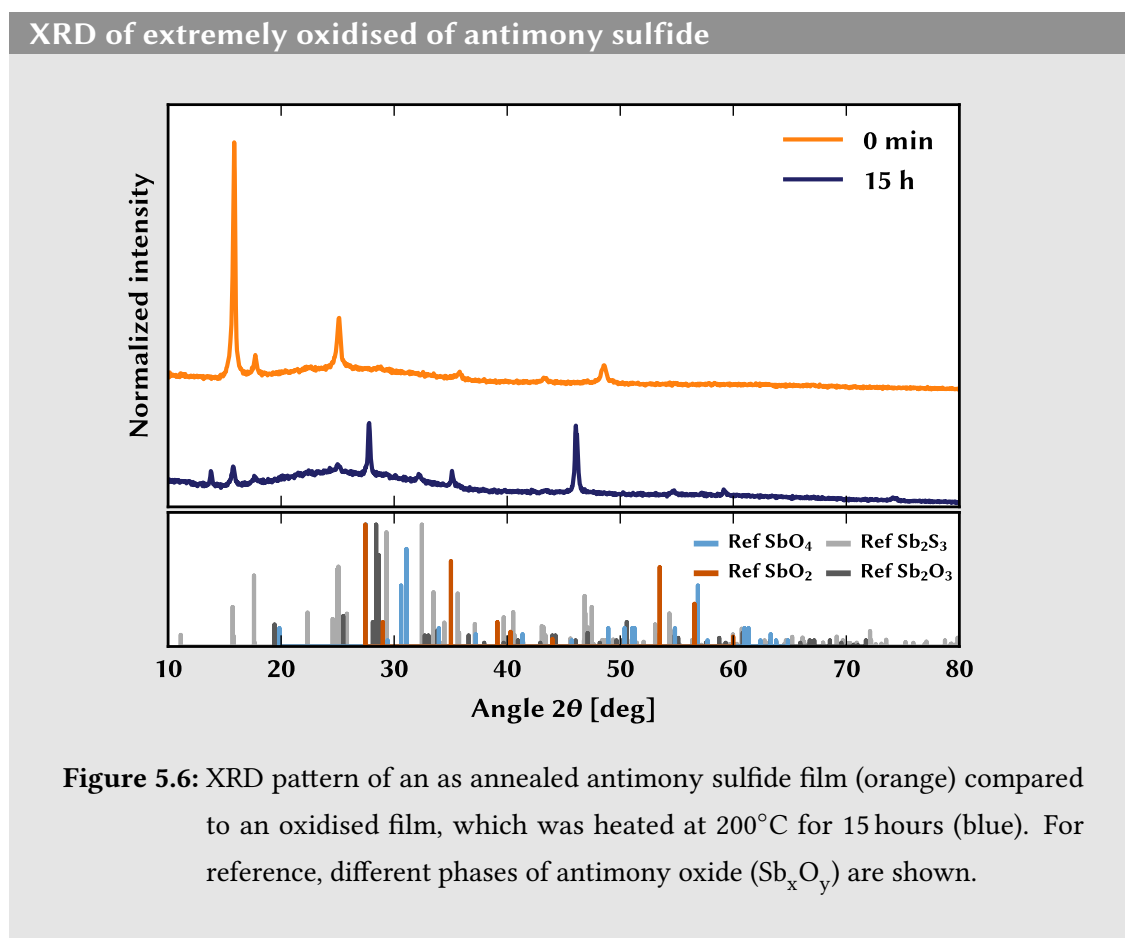 XRD of extremely oxidised of antimony sulfide
Normalized intensity
0 min
15 h
Ref SbO₄
Ref Sb₂S₃
Ref SbO₂
Ref Sb₂O₃
10 20 30 40 50 60 70 80
Angle 2θ [deg]
Figure 5.6: XRD pattern of an as annealed antimony sulfide film (orange) compared
to an oxidised film, which was heated at 200°C for 15 hours (blue). For
reference, different phases of antimony oxide (SbₓOᵧ) are shown.